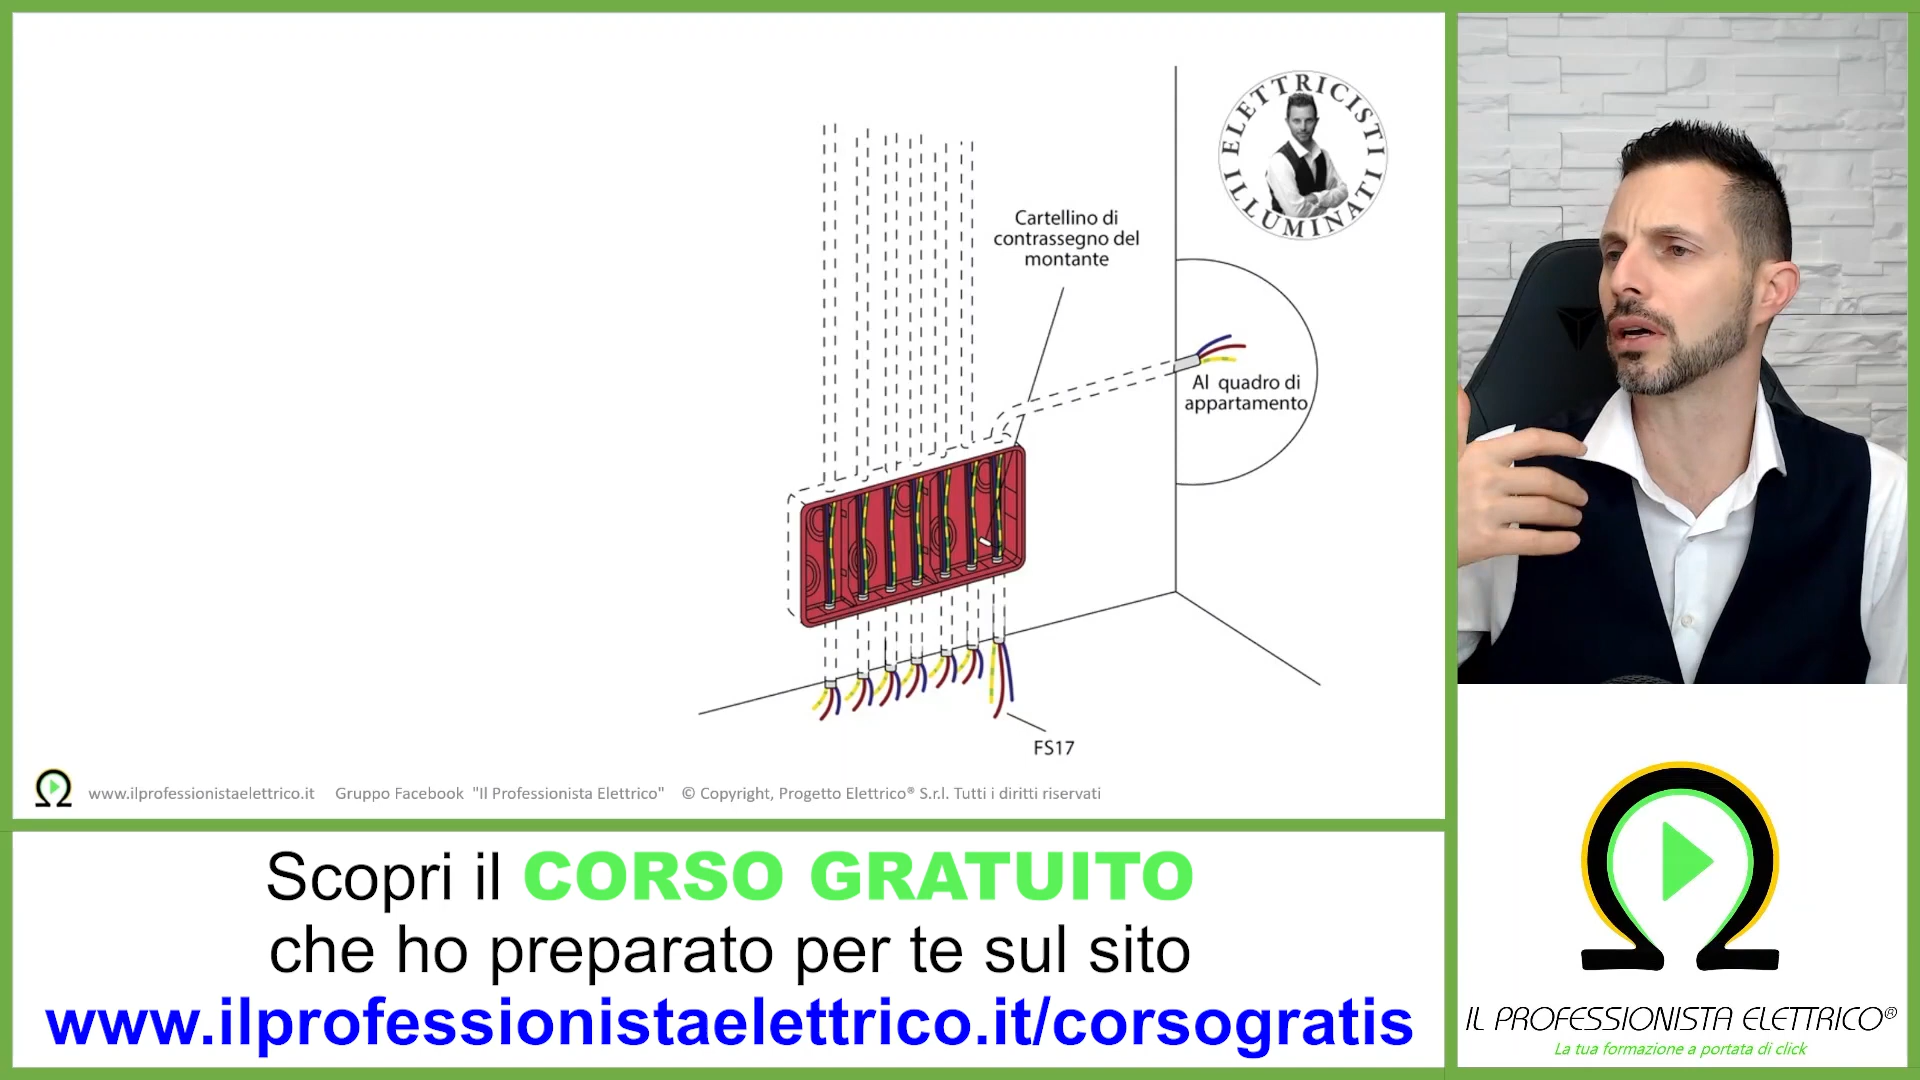 ELETTRICISTI
ILLUMINATI
Cartellino di
contrassegno del
montante
Al quadro di
appartamento
FS17
www.ilprofessionistaelettrico.it Gruppo Facebook "Il Professionista Elettrico" © Copyright, Progetto Elettrico® S.r.l. Tutti i diritti riservati
Scopri il CORSO GRATUITO
che ho preparato per te sul sito
www.ilprofessionistaelettrico.it/corsogratis
IL PROFESSIONISTA ELETTRICO®
La tua formazione a portata di click